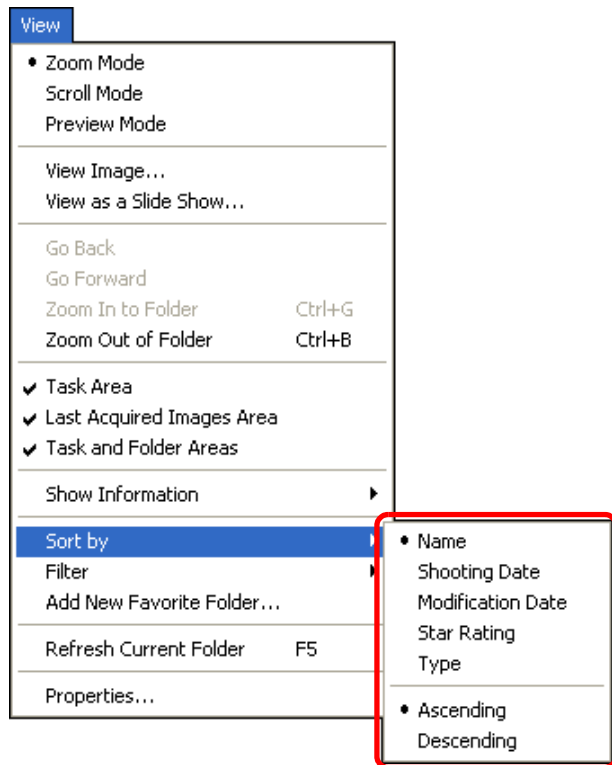 View
• Zoom Mode
Scroll Mode
Preview Mode
View Image...
View as a Slide Show...
Go Back
Go Forward
Zoom In to Folder Ctrl+G
Zoom Out of Folder Ctrl+B
✓ Task Area
✓ Last Acquired Images Area
✓ Task and Folder Areas
Show Information
Sort by
Filter
Add New Favorite Folder...
Refresh Current Folder F5
Properties...
• Name
Shooting Date
Modification Date
Star Rating
Type
• Ascending
Descending